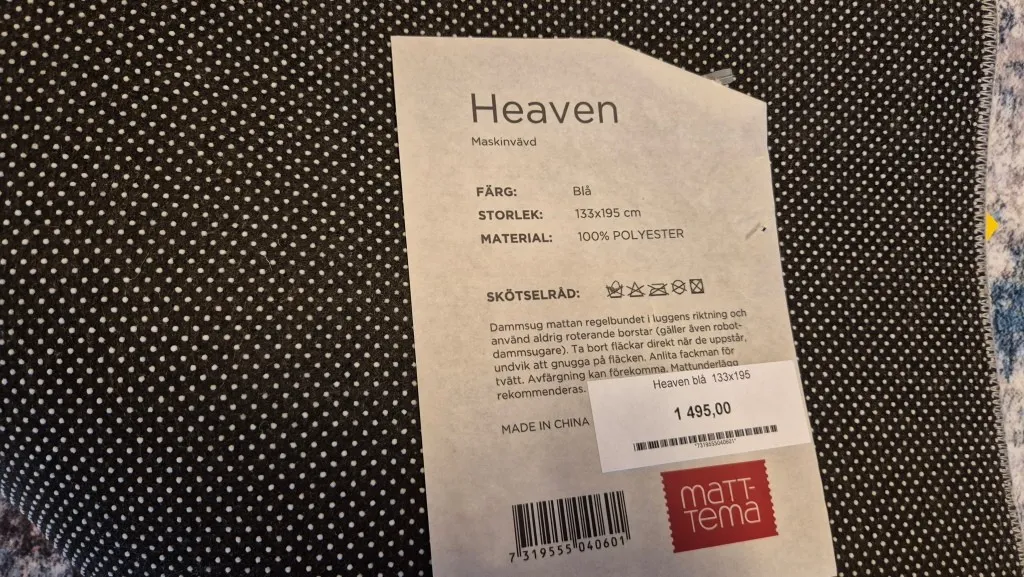 Heaven
Maskinvävd
FÄRG: Blå
STORLEK: 133x195 cm
MATERIAL: 100% POLYESTER
SKÖTSELRÅD:
Dammsug mattan regelbundet i luggens riktning och
använd aldrig roterande borstar (gäller även robot-
dammsugare). Ta bort fläckar direkt när de uppstår,
undvik att gnugga på fläcken. Anlita fackman för
tvätt. Avfärgning kan förekomma. Mattunderlägg
rekommenderas.
Heaven blå 133x195
1 495,00
*7319555040601*
MADE IN CHINA
7 319555 040601
maTT-
Tema